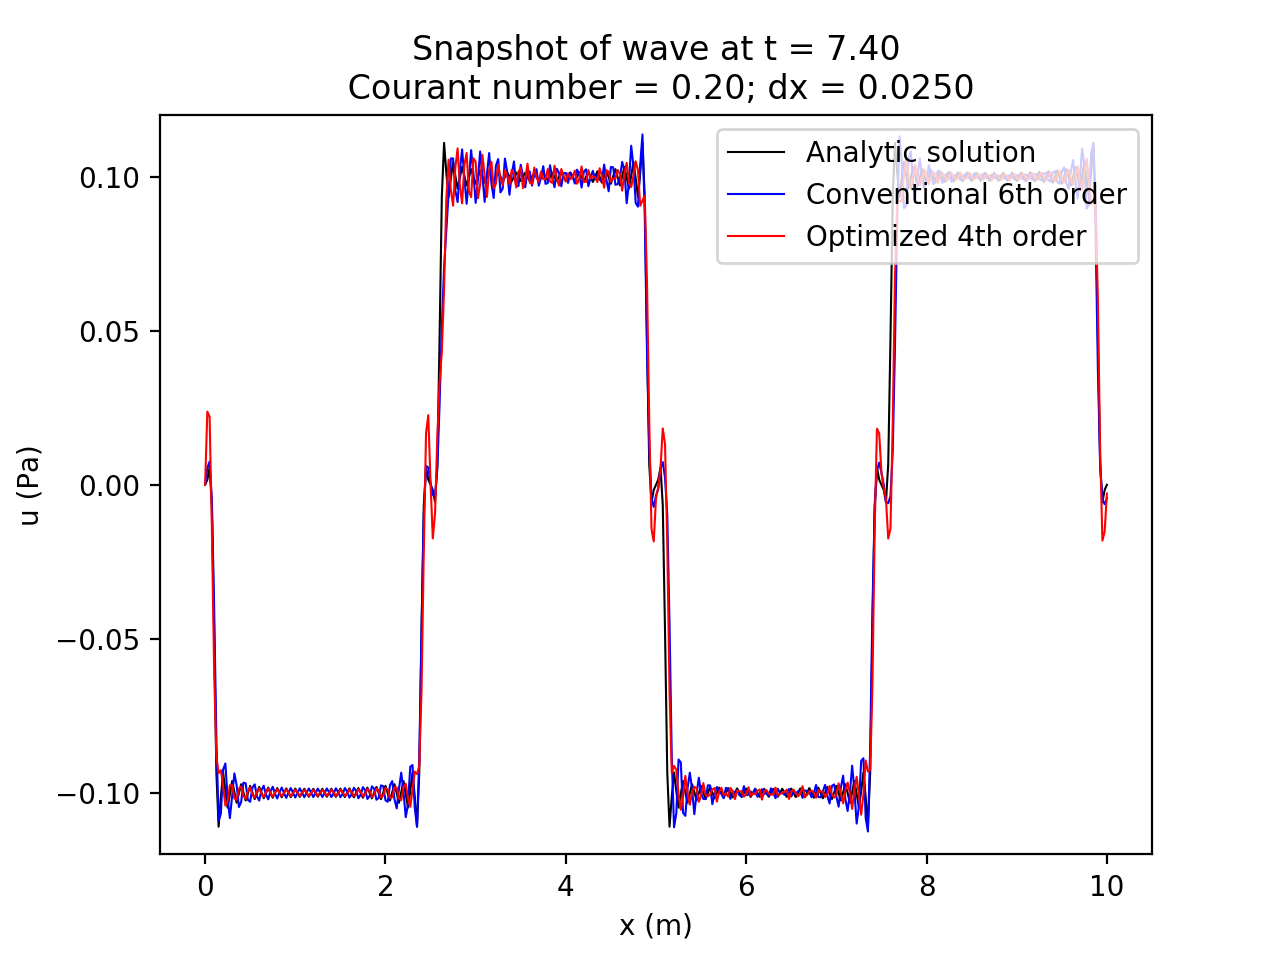 Snapshot of wave at t = 7.40
Courant number = 0.20; dx = 0.0250
Analytic solution
Conventional 6th order
Optimized 4th order
0.10
0.05
0.00
−0.05
−0.10
u (Pa)
0 2 4 6 8 10
x (m)